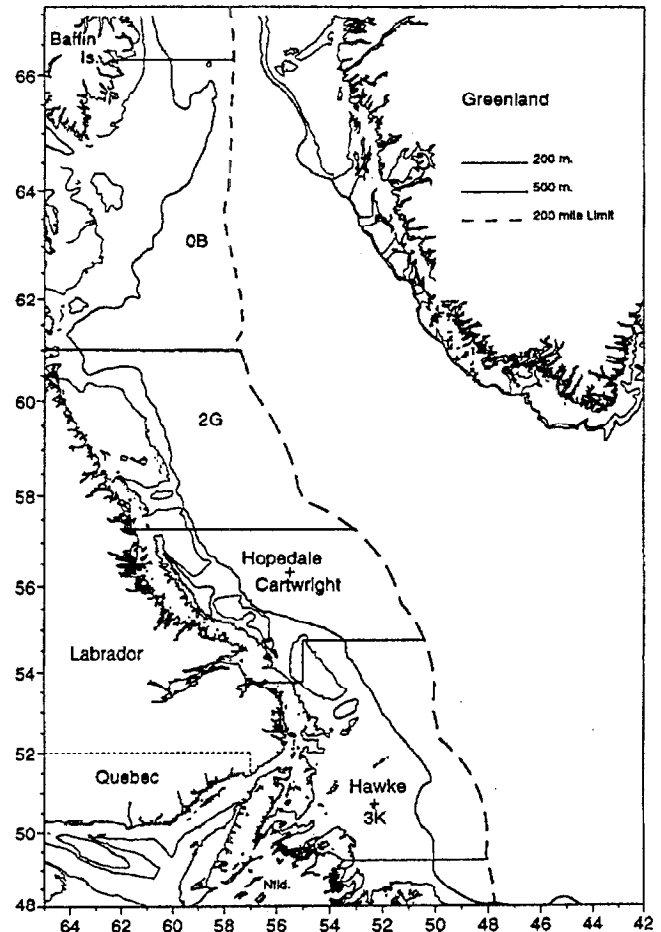 Baffin
Is.
66
Greenland
200 m.
500 m.
200 mile Limit
64
0B
62
60
2G
58
Hopedale
+
Cartwright
56
Labrador
54
52
Quebec
Hawke
+
3K
50
Nfld.
48
64 62 60 58 56 54 52 50 48 46 44 42